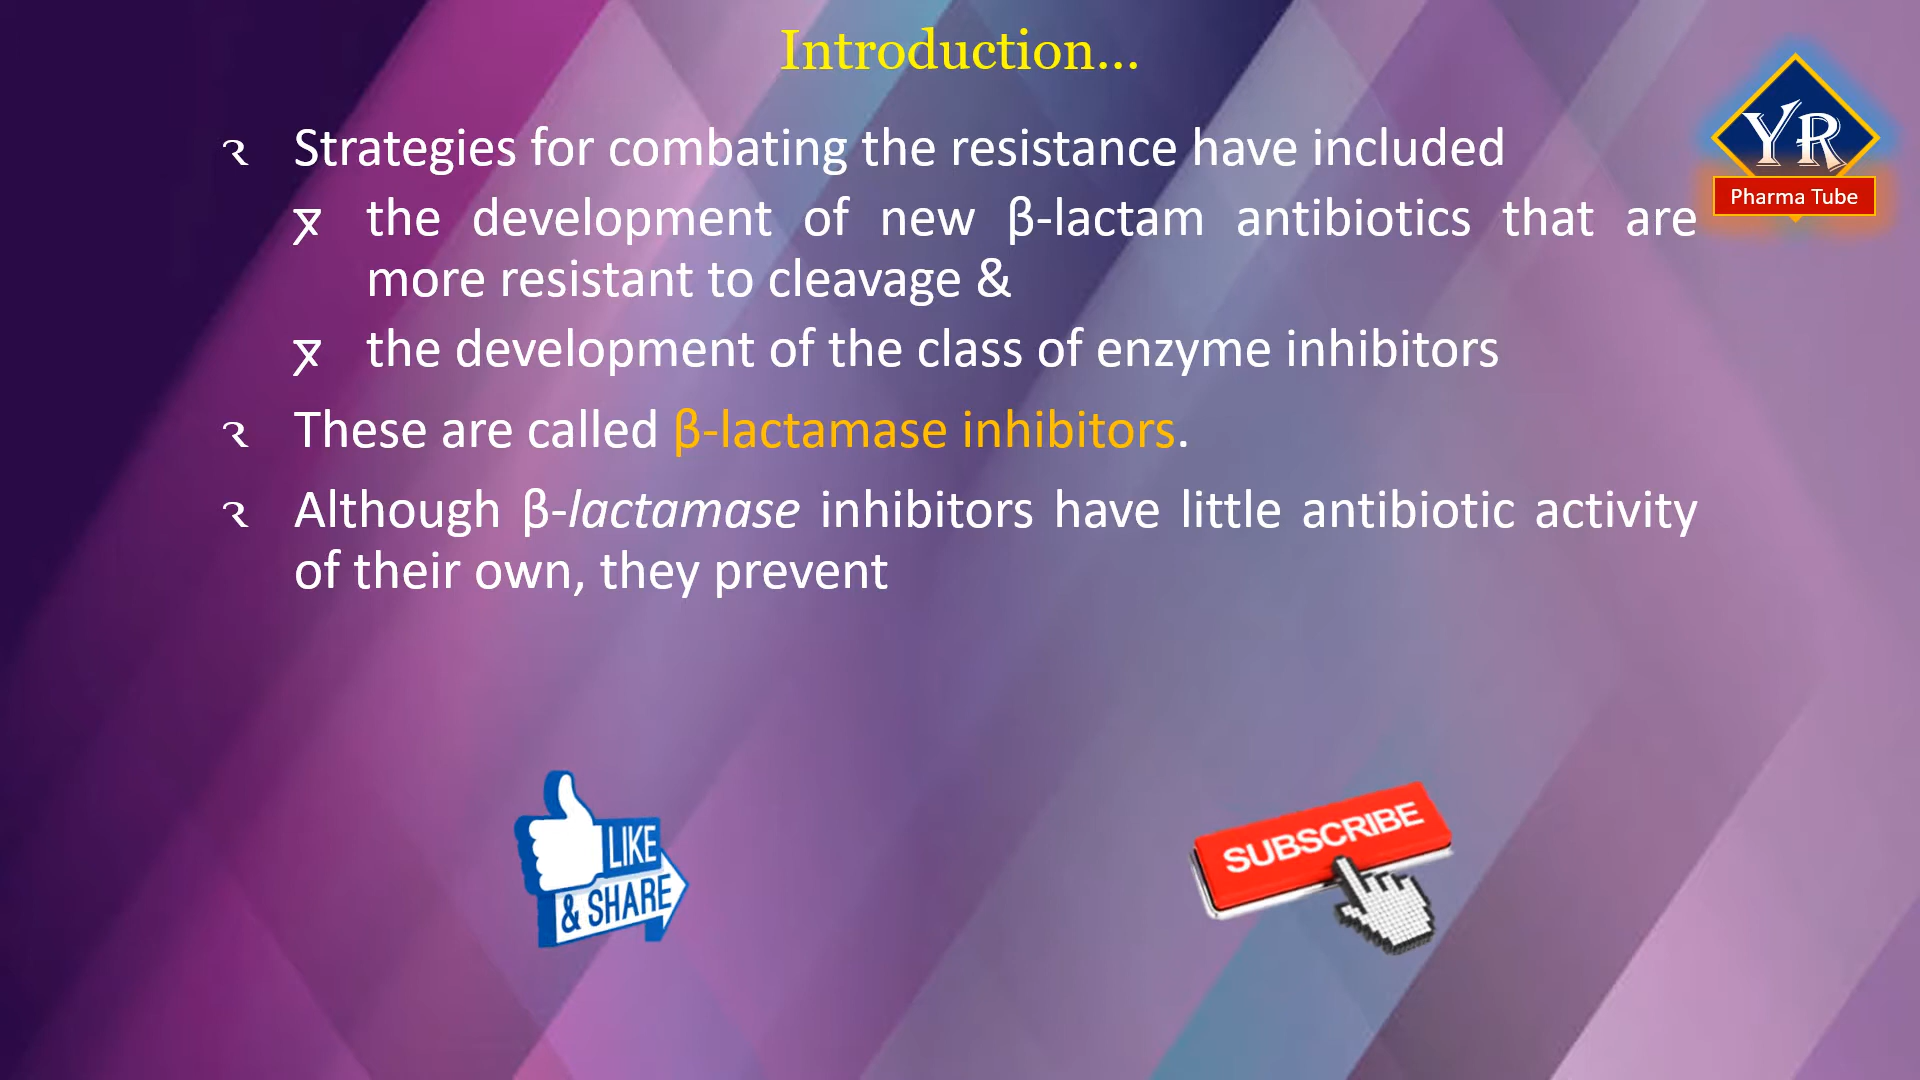 Introduction...
YR
Pharma Tube
Strategies for combating the resistance have included
the development of new β-lactam antibiotics that are
more resistant to cleavage &
the development of the class of enzyme inhibitors
These are called β-lactamase inhibitors.
Although β-lactamase inhibitors have little antibiotic activity
of their own, they prevent
LIKE
& SHARE
SUBSCRIBE